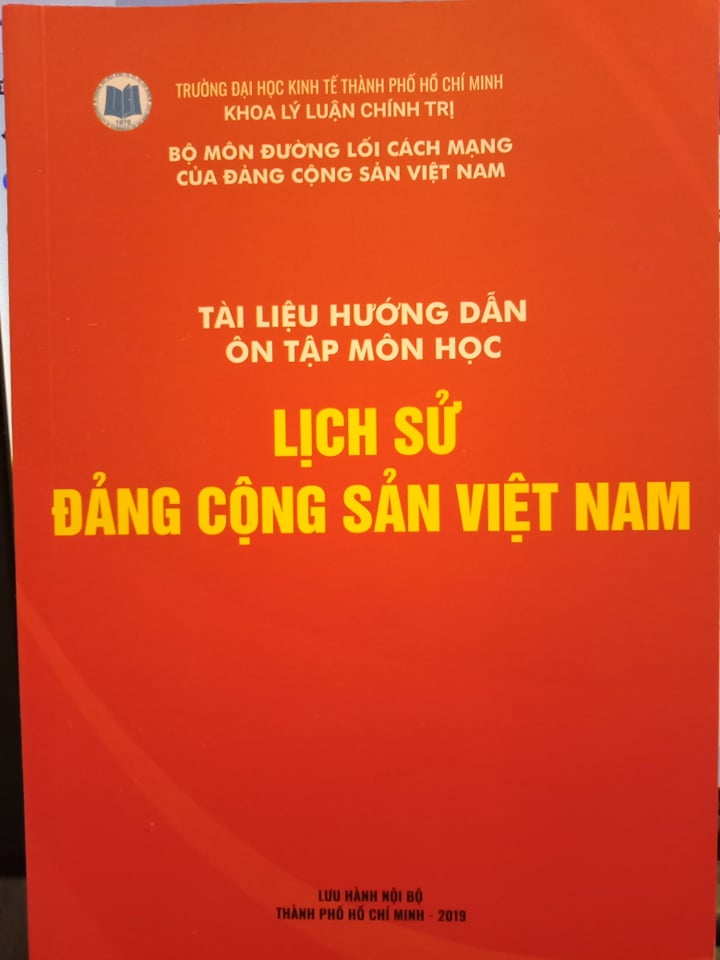 TRƯỜNG ĐẠI HỌC KINH TẾ THÀNH PHỐ HỒ CHÍ MINH
KHOA LÝ LUẬN CHÍNH TRỊ
1976
BỘ MÔN ĐƯỜNG LỐI CÁCH MẠNG
CỦA ĐẢNG CỘNG SẢN VIỆT NAM
TÀI LIỆU HƯỚNG DẪN
ÔN TẬP MÔN HỌC
LỊCH SỬ
ĐẢNG CỘNG SẢN VIỆT NAM
LƯU HÀNH NỘI BỘ
THÀNH PHỐ HỒ CHÍ MINH - 2019